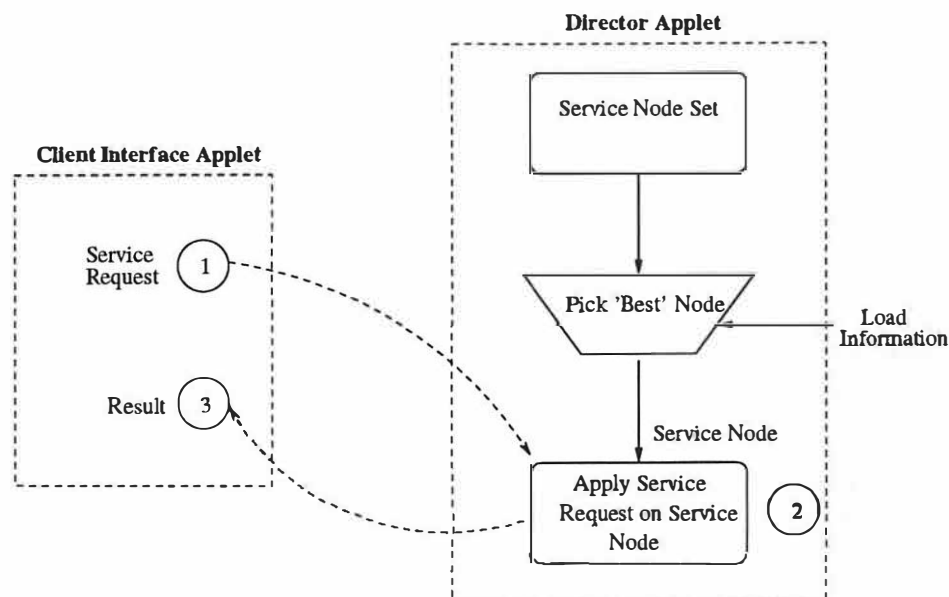 Director Applet
Service Node Set
Client Interface Applet
Service
Request
1
Pick 'Best' Node
Load
Information
Result
3
Service Node
Apply Service
Request on Service
Node
2